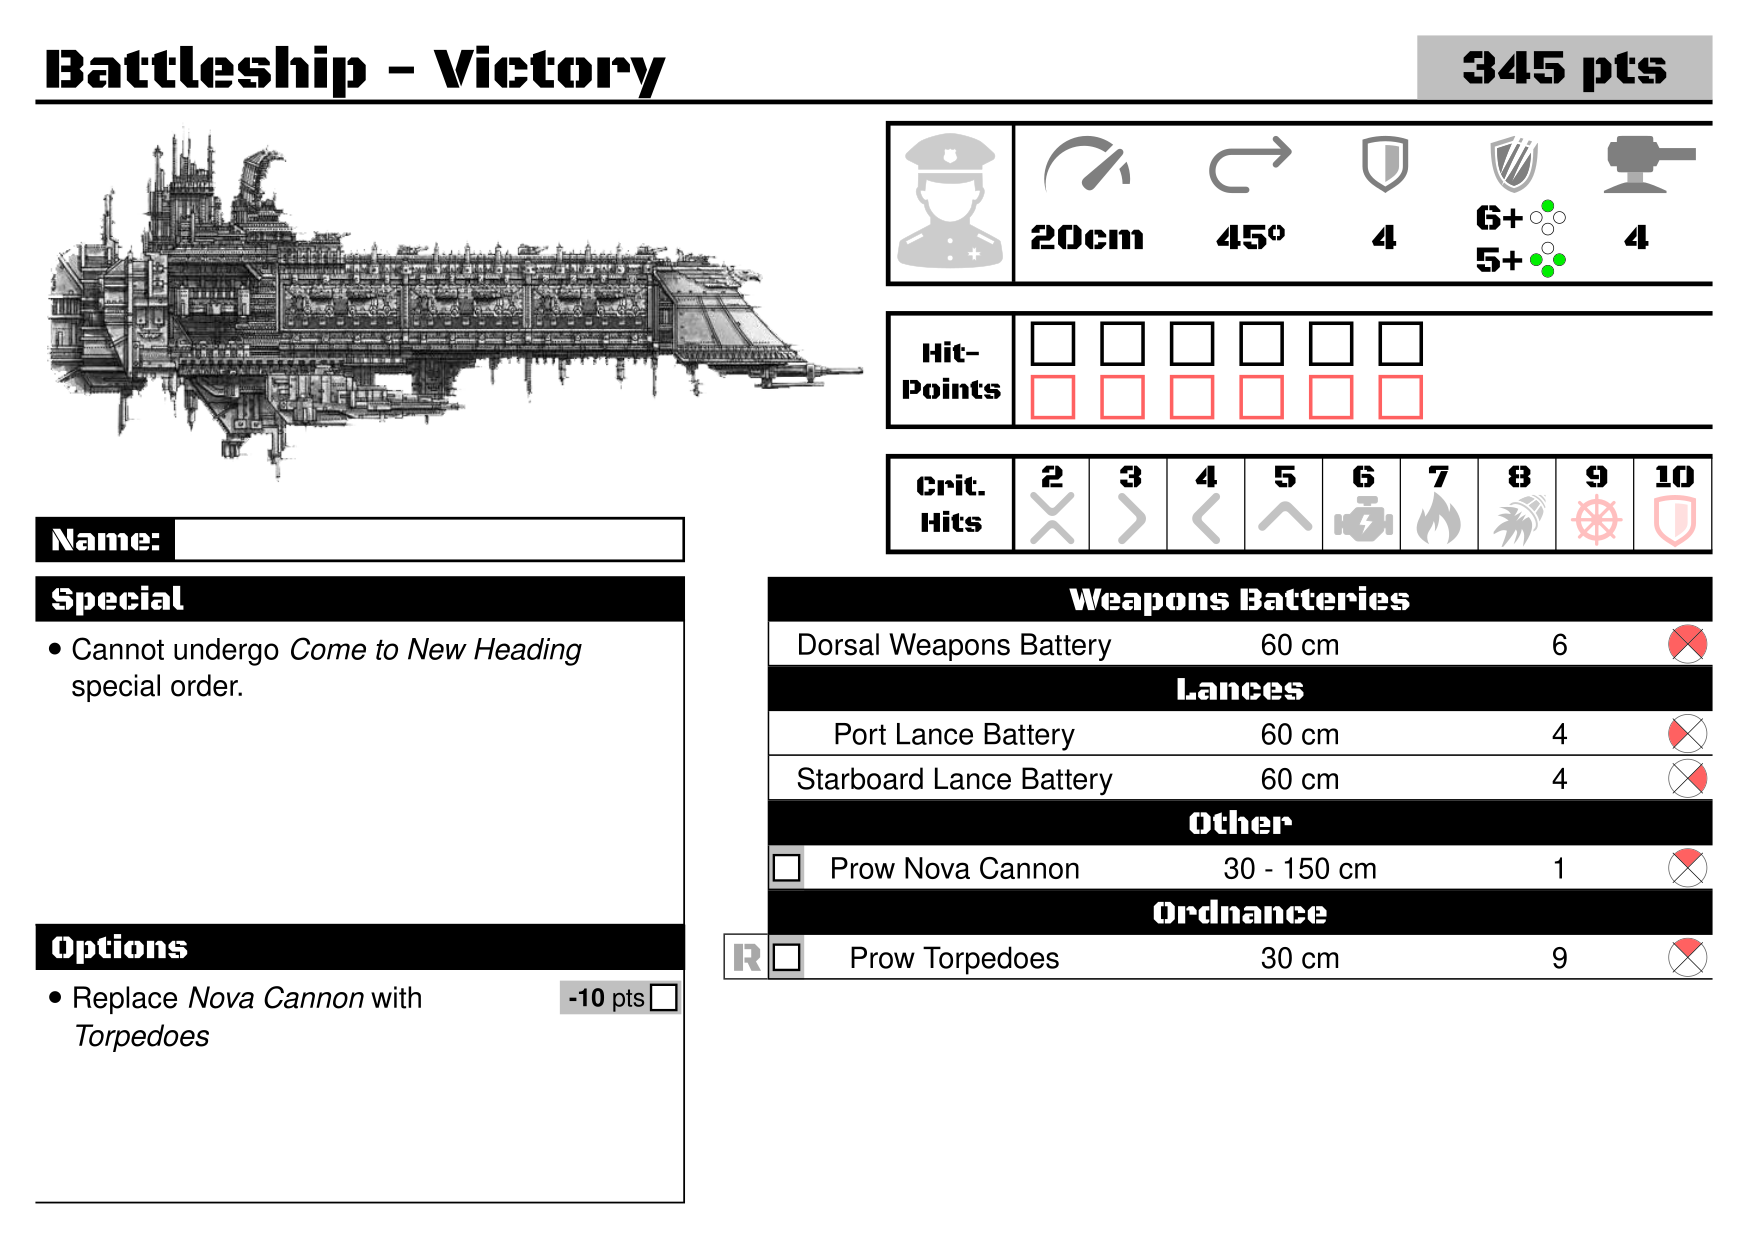 Battleship - Victory
345 pts
20cm
45º
4
6+
5+
4
Hit-
Points
Crit.
Hits
2 3 4 5 6 7 8 9 10
Name:
Special
• Cannot undergo Come to New Heading
special order.
Options
• Replace Nova Cannon with
Torpedoes
-10 pts
Weapons Batteries
Dorsal Weapons Battery 60 cm 6
Lances
Port Lance Battery 60 cm 4
Starboard Lance Battery 60 cm 4
Other
Prow Nova Cannon 30 - 150 cm 1
Ordnance
R Prow Torpedoes 30 cm 9